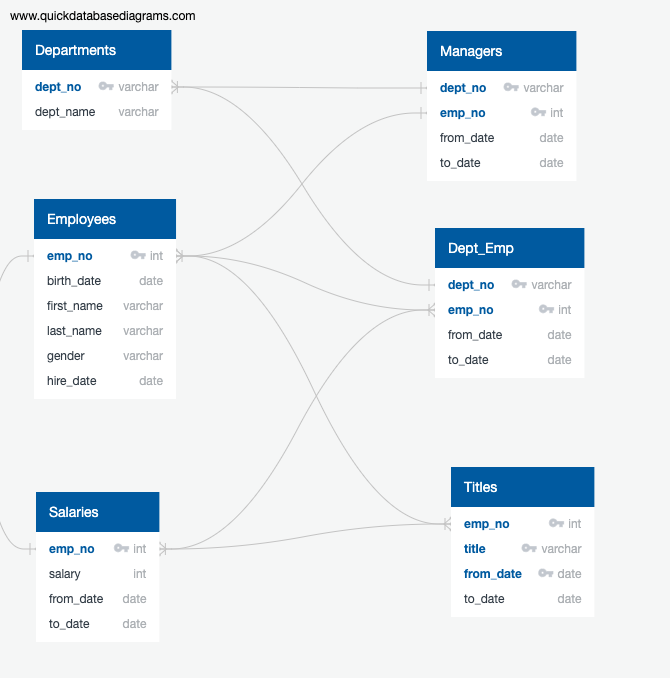 www.quickdatabasediagrams.com
Departments
dept_no varchar
dept_name varchar
Managers
dept_no varchar
emp_no int
from_date date
to_date date
Employees
emp_no int
birth_date date
first_name varchar
last_name varchar
gender varchar
hire_date date
Dept_Emp
dept_no varchar
emp_no int
from_date date
to_date date
Salaries
emp_no int
salary int
from_date date
to_date date
Titles
emp_no int
title varchar
from_date date
to_date date